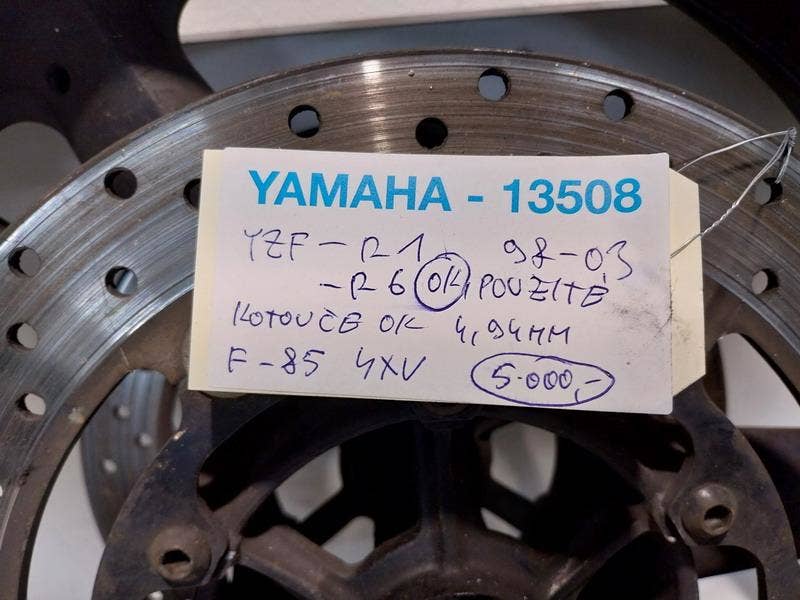 YAMAHA - 13508
YZF - R1 98-03
- R6 OK, POUŽITÉ
KOTOUČE OK 4,94MM
F-85 4XV 5.000,-